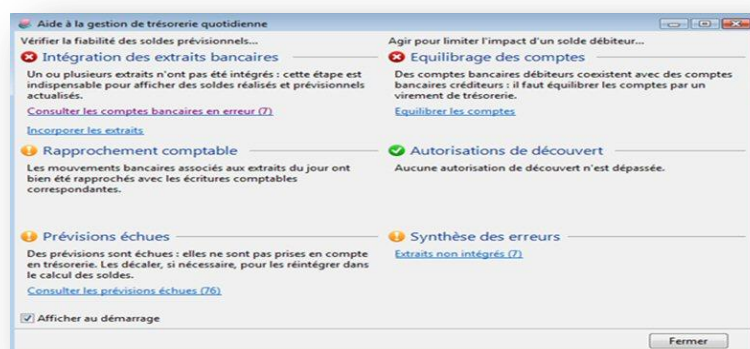 Aide à la gestion de trésorerie quotidienne
Vérifier la fiabilité des soldes prévisionnels...
Intégration des extraits bancaires
Un ou plusieurs extraits n'ont pas été intégrés : cette étape est
indispensable pour afficher des soldes réalisés et prévisionnels
actualisés.
Consulter les comptes bancaires en erreur (7)
Incorporer les extraits
Rapprochement comptable
Les mouvements bancaires associés aux extraits du jour ont
bien été rapprochés avec les écritures comptables
correspondantes.
Prévisions échues
Des prévisions sont échues : elles ne sont pas prises en compte
en trésorerie. Les décaler, si nécessaire, pour les réintégrer dans
le calcul des soldes.
Consulter les prévisions échues (76)
Agir pour limiter l'impact d'un solde débiteur...
Equilibrage des comptes
Des comptes bancaires débiteurs coexistent avec des comptes
bancaires créditeurs : il faut équilibrer les comptes par un
virement de trésorerie.
Equilibrer les comptes
Autorisations de découvert
Aucune autorisation de découvert n'est dépassée.
Synthèse des erreurs
Extraits non intégrés (7)
Afficher au démarrage
Fermer